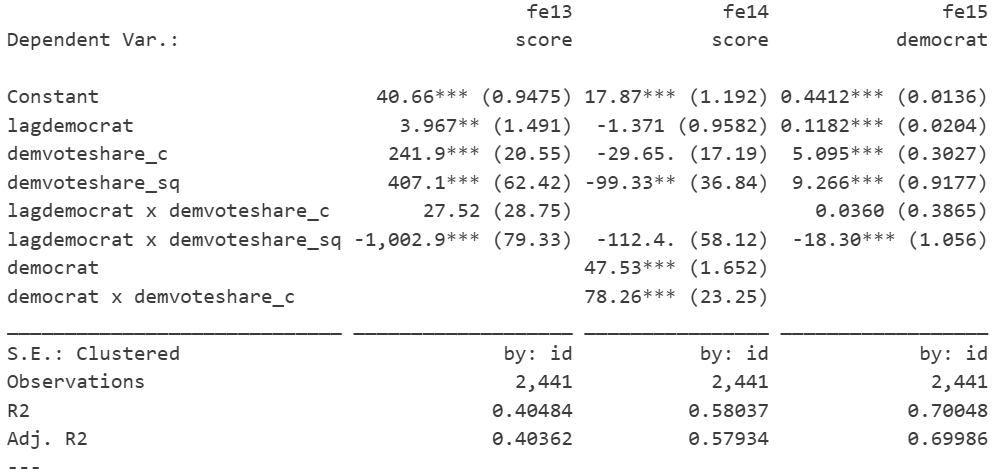 fe13 fe14 fe15
Dependent Var.: score score democrat
Constant 40.66*** (0.9475) 17.87*** (1.192) 0.4412*** (0.0136)
lagdemocrat 3.967** (1.491) -1.371 (0.9582) 0.1182*** (0.0204)
demvoteshare_c 241.9*** (20.55) -29.65. (17.19) 5.095*** (0.3027)
demvoteshare_sq 407.1*** (62.42) -99.33** (36.84) 9.266*** (0.9177)
lagdemocrat x demvoteshare_c 27.52 (28.75) 0.0360 (0.3865)
lagdemocrat x demvoteshare_sq -1,002.9*** (79.33) -112.4. (58.12) -18.30*** (1.056)
democrat 47.53*** (1.652)
democrat x demvoteshare_c 78.26*** (23.25)
_____________________________ ___________________ ________________ __________________
S.E.: Clustered by: id by: id by: id
Observations 2,441 2,441 2,441
R2 0.40484 0.58037 0.70048
Adj. R2 0.40362 0.57934 0.69986
---